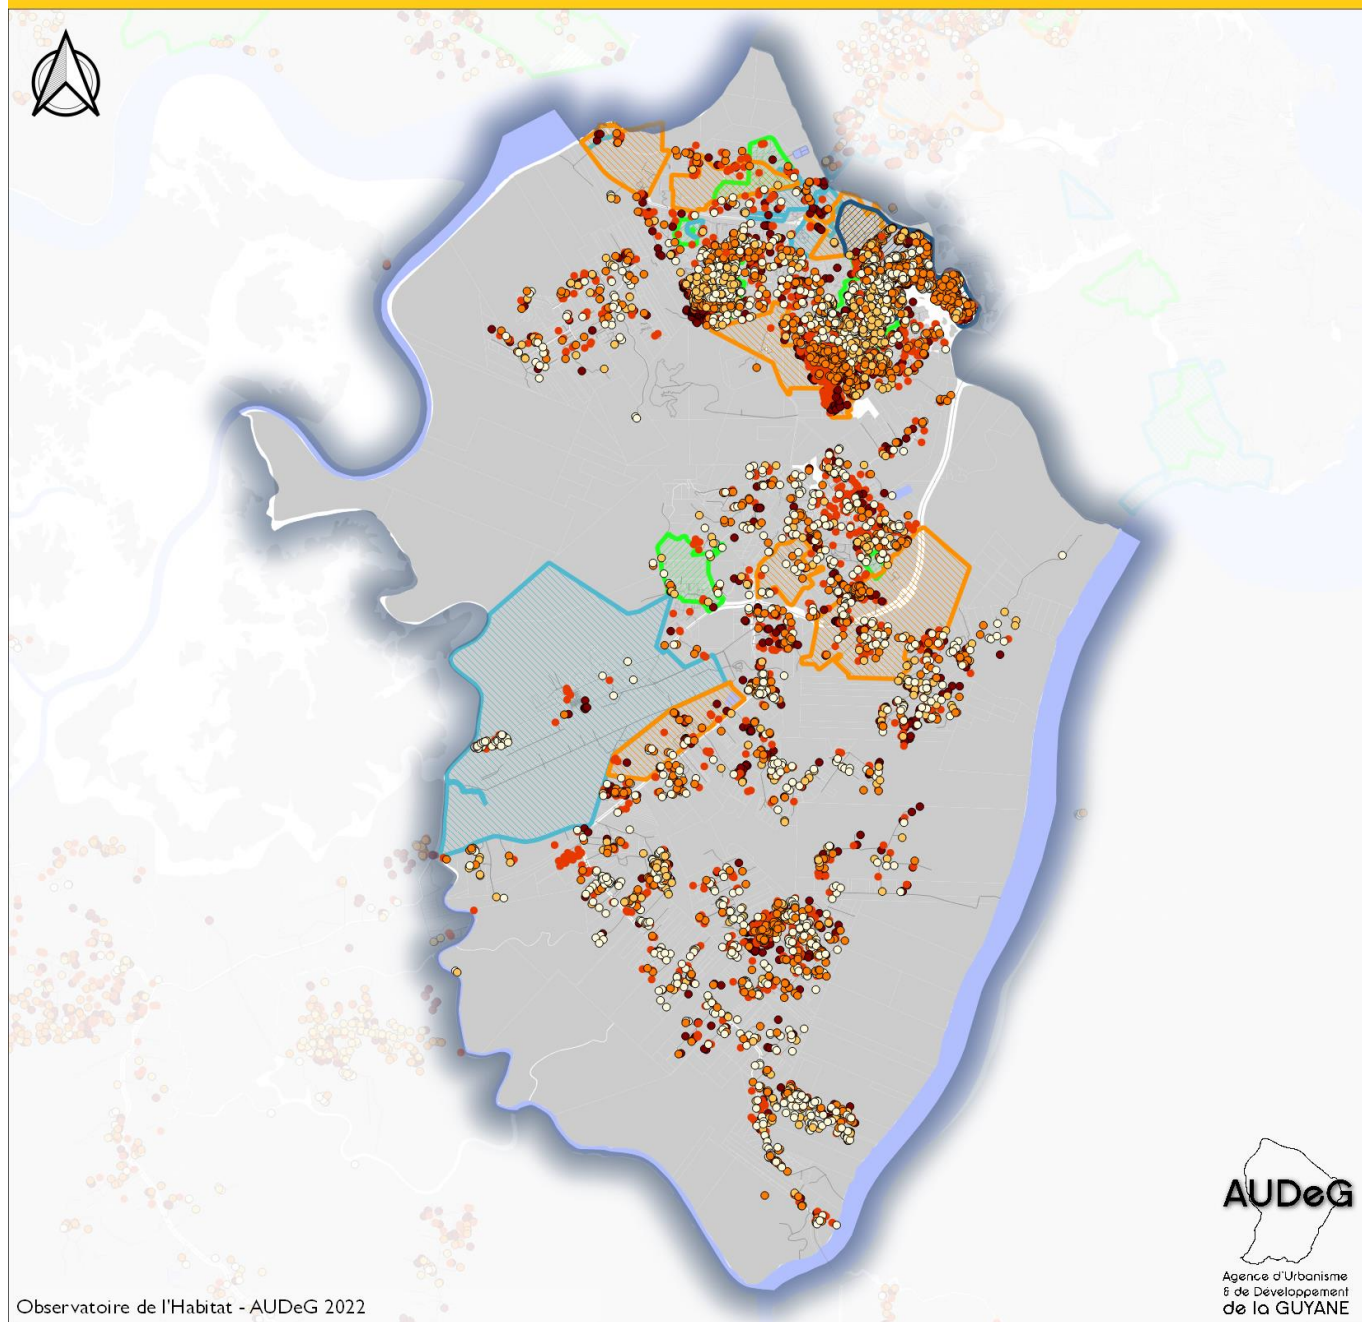 Observatoire de l'Habitat - AUDeG 2022
AUDeG
Agence d'Urbanisme
& de Développement
de la GUYANE